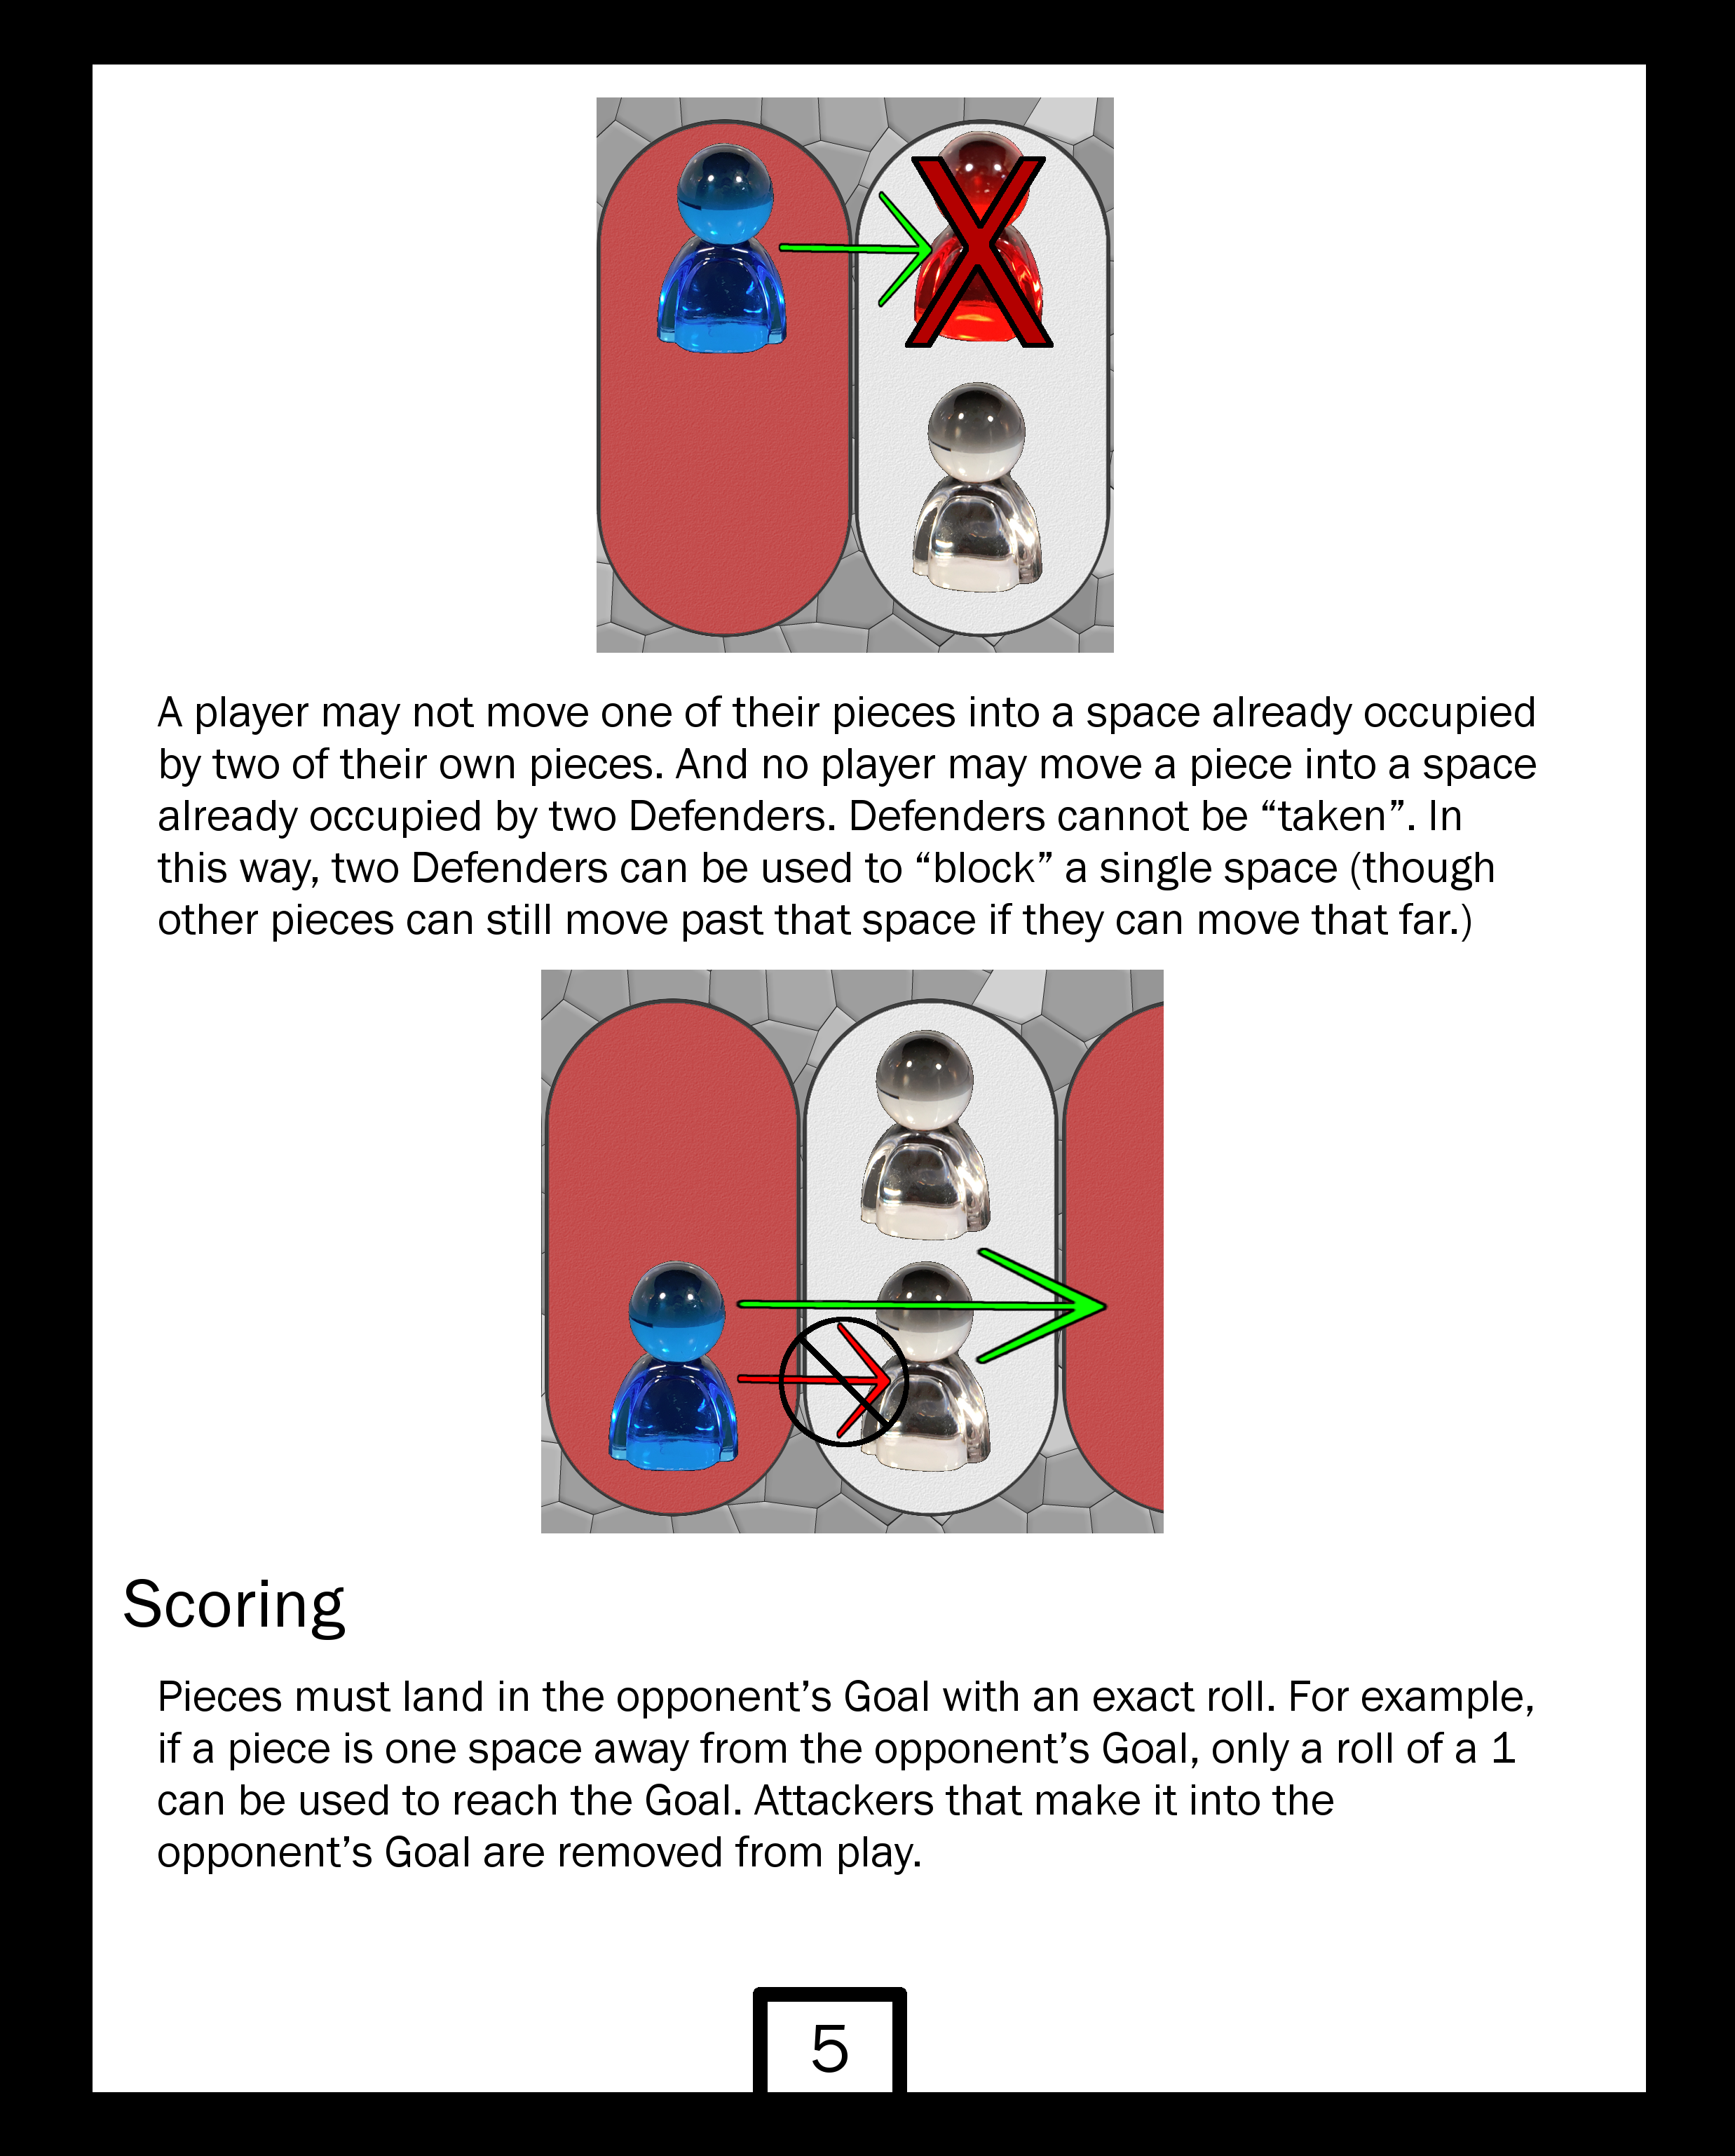 A player may not move one of their pieces into a space already occupied
by two of their own pieces. And no player may move a piece into a space
already occupied by two Defenders. Defenders cannot be “taken”. In
this way, two Defenders can be used to “block” a single space (though
other pieces can still move past that space if they can move that far.)
Scoring
Pieces must land in the opponent’s Goal with an exact roll. For example,
if a piece is one space away from the opponent’s Goal, only a roll of a 1
can be used to reach the Goal. Attackers that make it into the
opponent’s Goal are removed from play.
5